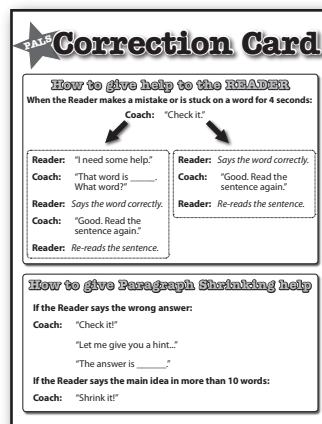 PALS
Correction Card
How to give help to the READER
When the Reader makes a mistake or is stuck on a word for 4 seconds:
Coach: "Check it."
Reader: "I need some help."
Coach: "That word is _____.
What word?"
Reader: Says the word correctly.
Coach: "Good. Read the
sentence again."
Reader: Re-reads the sentence.
Reader: Says the word correctly.
Coach: "Good. Read the
sentence again."
Reader: Re-reads the sentence.
How to give Paragraph Shrinking help
If the Reader says the wrong answer:
Coach: "Check it!"
"Let me give you a hint..."
"The answer is ______."
If the Reader says the main idea in more than 10 words:
Coach: "Shrink it!"